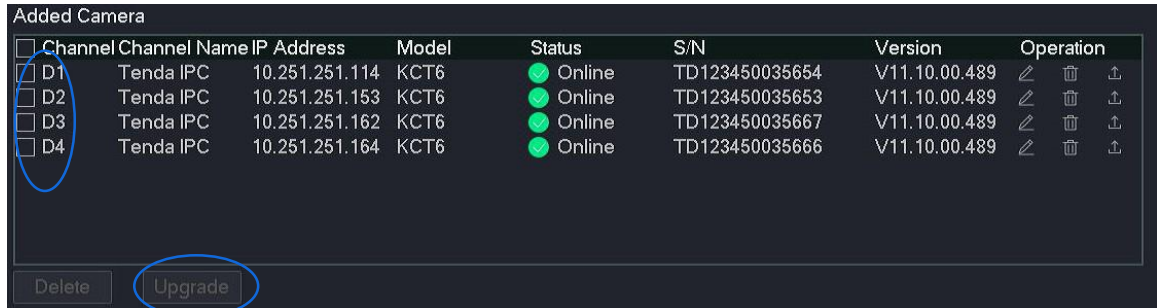 Added Camera
Channel Channel Name IP Address Model Status S/N Version Operation
D1 Tenda IPC 10.251.251.114 KCT6 Online TD123450035654 V11.10.00.489
D2 Tenda IPC 10.251.251.153 KCT6 Online TD123450035653 V11.10.00.489
D3 Tenda IPC 10.251.251.162 KCT6 Online TD123450035667 V11.10.00.489
D4 Tenda IPC 10.251.251.164 KCT6 Online TD123450035666 V11.10.00.489
Delete Upgrade